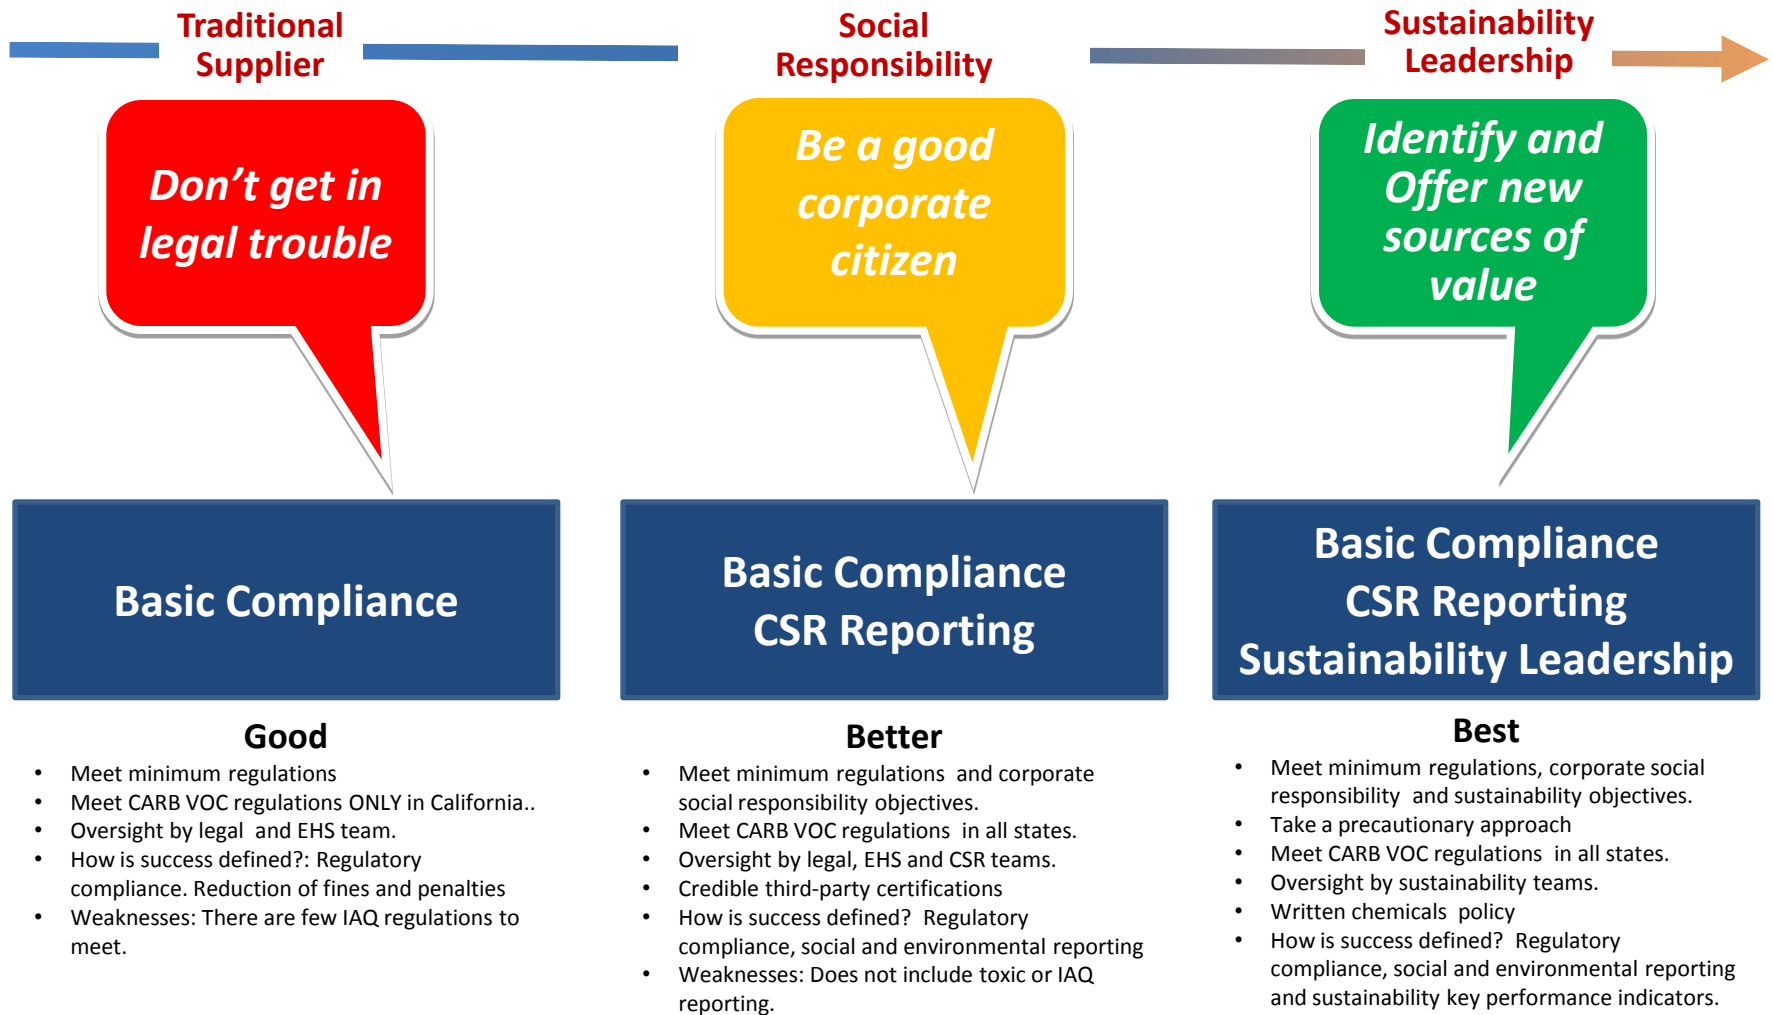 Traditional
Supplier
Social
Responsibility
Sustainability
Leadership
Don’t get in
legal trouble
Be a good
corporate
citizen
Identify and
Offer new
sources of
value
Basic Compliance
Basic Compliance
CSR Reporting
Basic Compliance
CSR Reporting
Sustainability Leadership
Good
• Meet minimum regulations
• Meet CARB VOC regulations ONLY in California..
• Oversight by legal  and EHS team.
• How is success defined?: Regulatory
compliance. Reduction of fines and penalties
• Weaknesses: There are few IAQ regulations to
meet.
Better
• Meet minimum regulations  and corporate
social responsibility objectives.
• Meet CARB VOC regulations  in all states.
• Oversight by legal, EHS and CSR teams.
• Credible third-party certifications
• How is success defined?  Regulatory
compliance, social and environmental reporting
• Weaknesses: Does not include toxic or IAQ
reporting.
Best
• Meet minimum regulations, corporate social
responsibility  and sustainability objectives.
• Take a precautionary approach
• Meet CARB VOC regulations  in all states.
• Oversight by sustainability teams.
• Written chemicals  policy
• How is success defined?  Regulatory
compliance, social and environmental reporting
and sustainability key performance indicators.